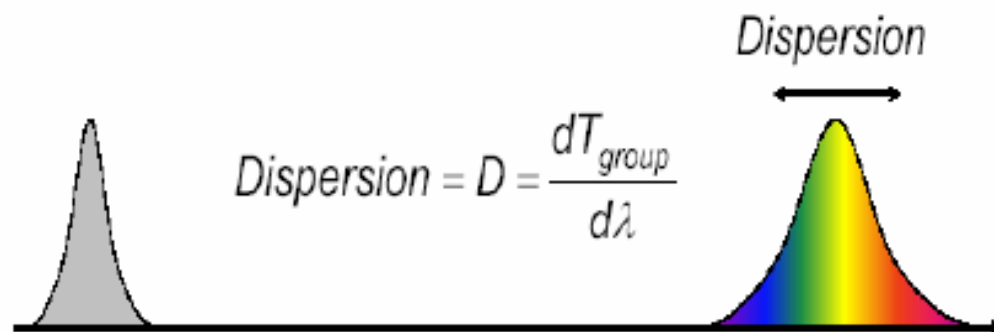 Dispersion
Dispersion = D = dT_group / dλ